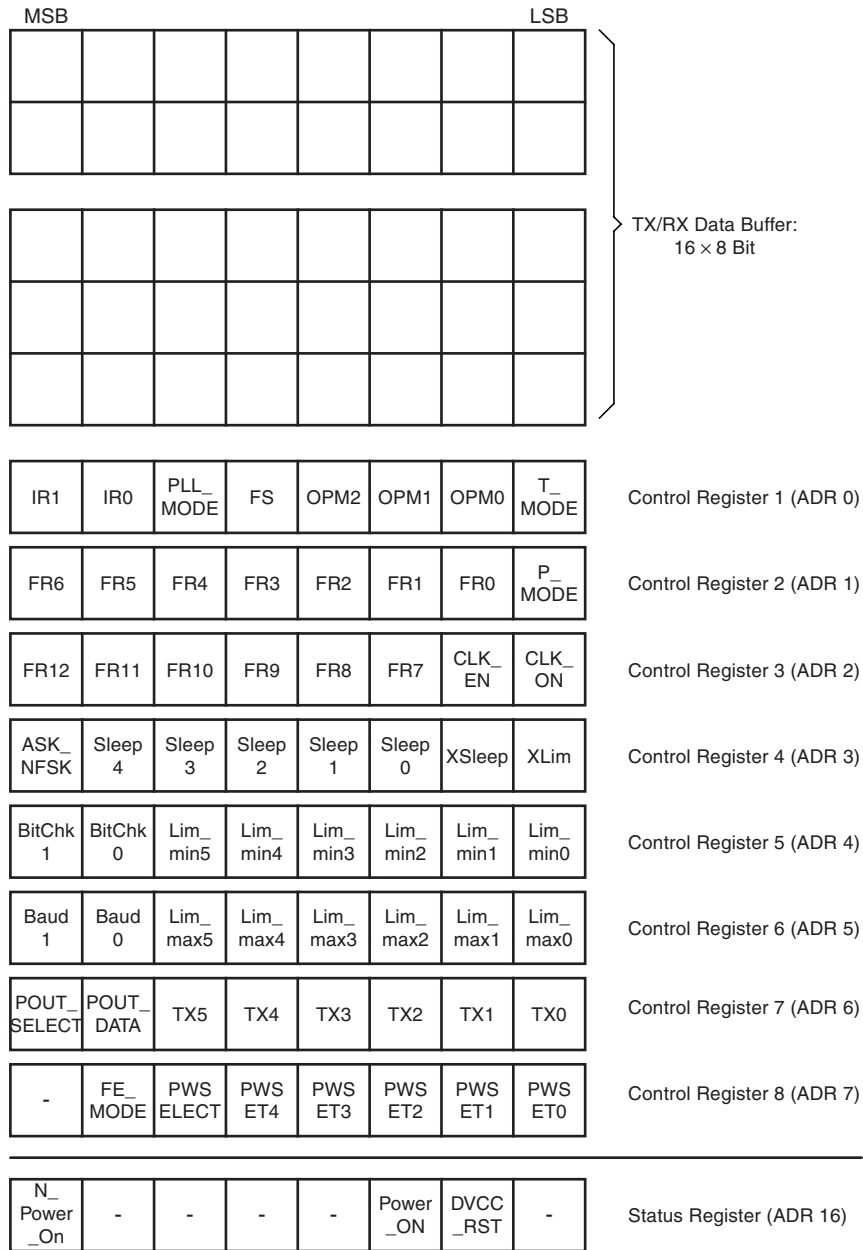 MSB LSB
TX/RX Data Buffer:
16 × 8 Bit
IR1 IR0 PLL_ MODE FS OPM2 OPM1 OPM0 T_ MODE Control Register 1 (ADR 0)
FR6 FR5 FR4 FR3 FR2 FR1 FR0 P_ MODE Control Register 2 (ADR 1)
FR12 FR11 FR10 FR9 FR8 FR7 CLK_ EN CLK_ ON Control Register 3 (ADR 2)
ASK_ NFSK Sleep 4 Sleep 3 Sleep 2 Sleep 1 Sleep 0 XSleep XLim Control Register 4 (ADR 3)
BitChk 1 BitChk 0 Lim_ min5 Lim_ min4 Lim_ min3 Lim_ min2 Lim_ min1 Lim_ min0 Control Register 5 (ADR 4)
Baud 1 Baud 0 Lim_ max5 Lim_ max4 Lim_ max3 Lim_ max2 Lim_ max1 Lim_ max0 Control Register 6 (ADR 5)
POUT_ SELECT POUT_ DATA TX5 TX4 TX3 TX2 TX1 TX0 Control Register 7 (ADR 6)
- FE_ MODE PWS ELECT PWS ET4 PWS ET3 PWS ET2 PWS ET1 PWS ET0 Control Register 8 (ADR 7)
N_ Power _On - - - - Power _ON DVCC _RST - Status Register (ADR 16)